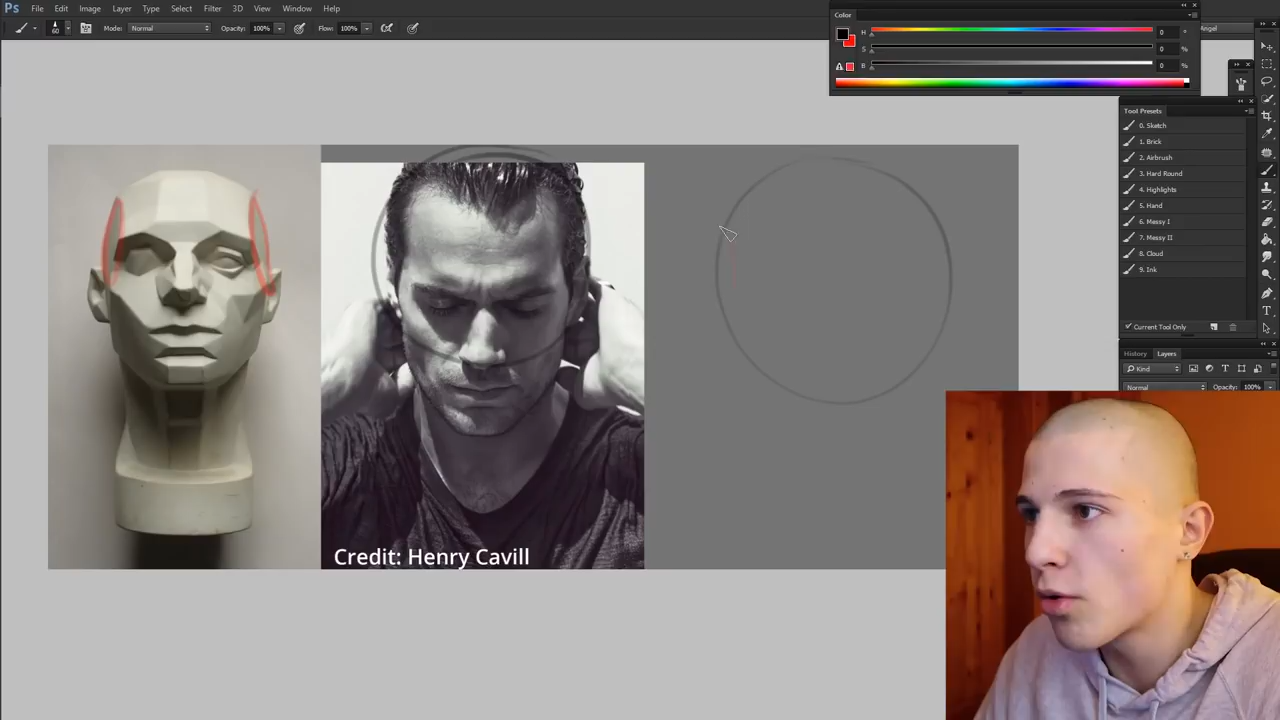 Ps File Edit Image Layer Type Select Filter 3D View Window Help
60 Mode: Normal Opacity: 100% Flow: 100%
Color
H 0 °
S 0 %
B 0 %
Angel
Tool Presets
0. Sketch
1. Brick
2. Airbrush
3. Hard Round
4. Highlights
5. Hand
6. Messy I
7. Messy II
8. Cloud
9. Ink
Current Tool Only
History Layers
Kind
Normal Opacity: 100%
Credit: Henry Cavill